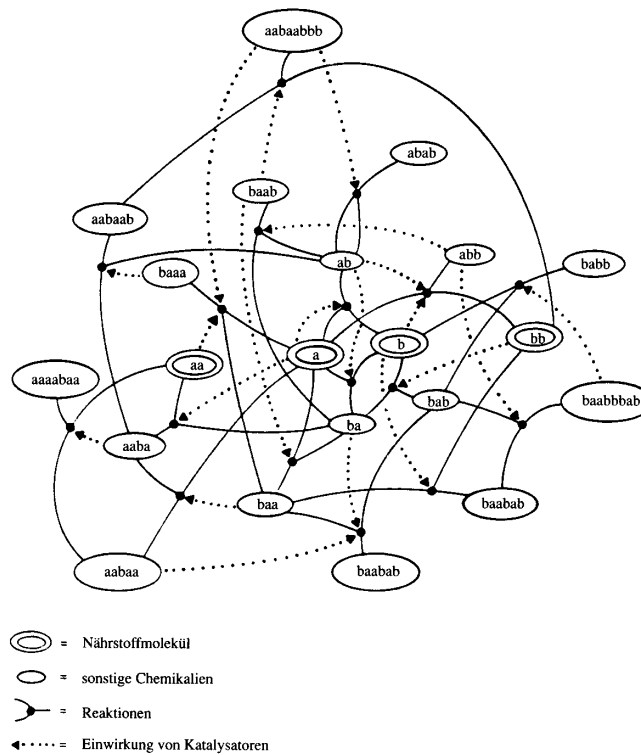 aabaabbb
abab
baab
aabaab
ab
abb
babb
baaa
a
b
bb
aa
aaaabaa
baabbbab
bab
ba
aaba
baa
baabab
aabaa
baabab
= Nährstoffmolekül
= sonstige Chemikalien
= Reaktionen
= Einwirkung von Katalysatoren